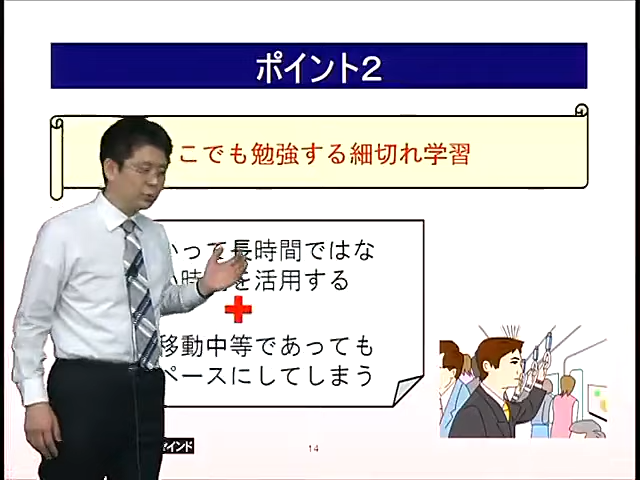 ポイント2
こでも勉強する細切れ学習
って長時間ではな
時間を活用する
移動中等であっても
ペースにしてしまう
マインド
14